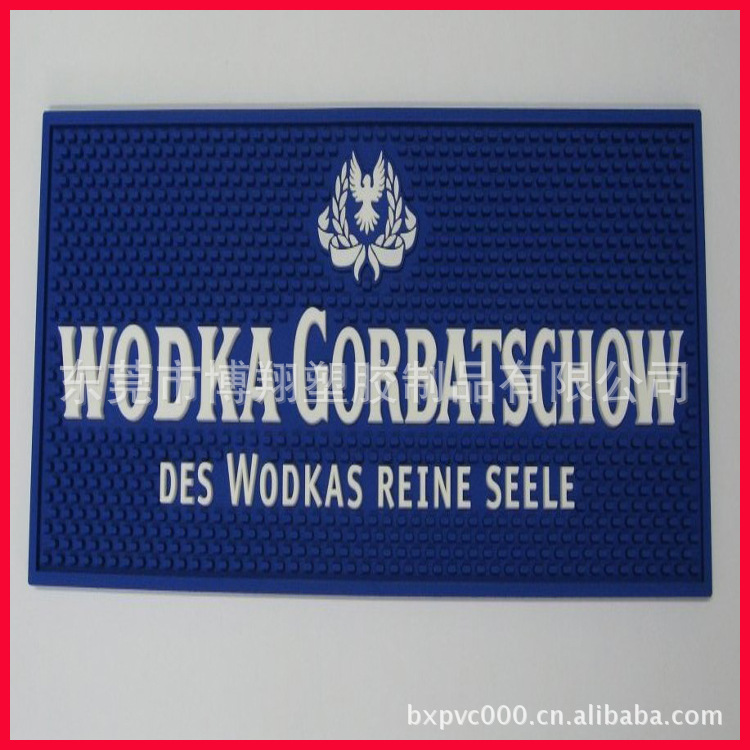 WODKA GORBATSCHOW
东莞市博翔塑胶制品有限公司
DES WODKAS REINE SEELE
bxpvc000.cn.alibaba.com